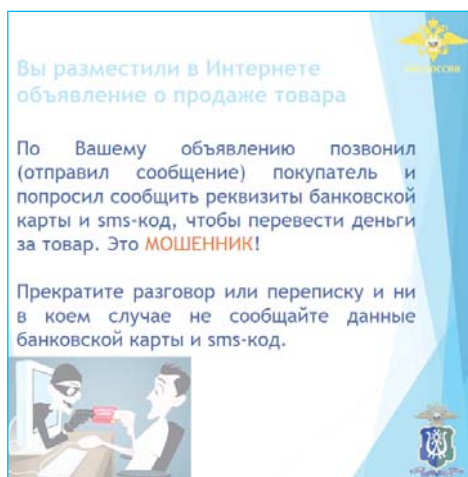 Вы разместили в Интернете
объявление о продаже товара
По Вашему объявлению позвонил
(отправил сообщение) покупатель и
попросил сообщить реквизиты банковской
карты и sms-код, чтобы перевести деньги
за товар. Это МОШЕННИК!
Прекратите разговор или переписку и ни
в коем случае не сообщайте данные
банковской карты и sms-код.